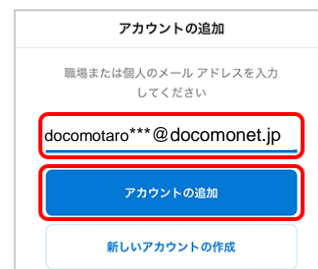 アカウントの追加
職場または個人のメール アドレスを入力
してください
docomotaro***@docomonet.jp
アカウントの追加
新しいアカウントの作成